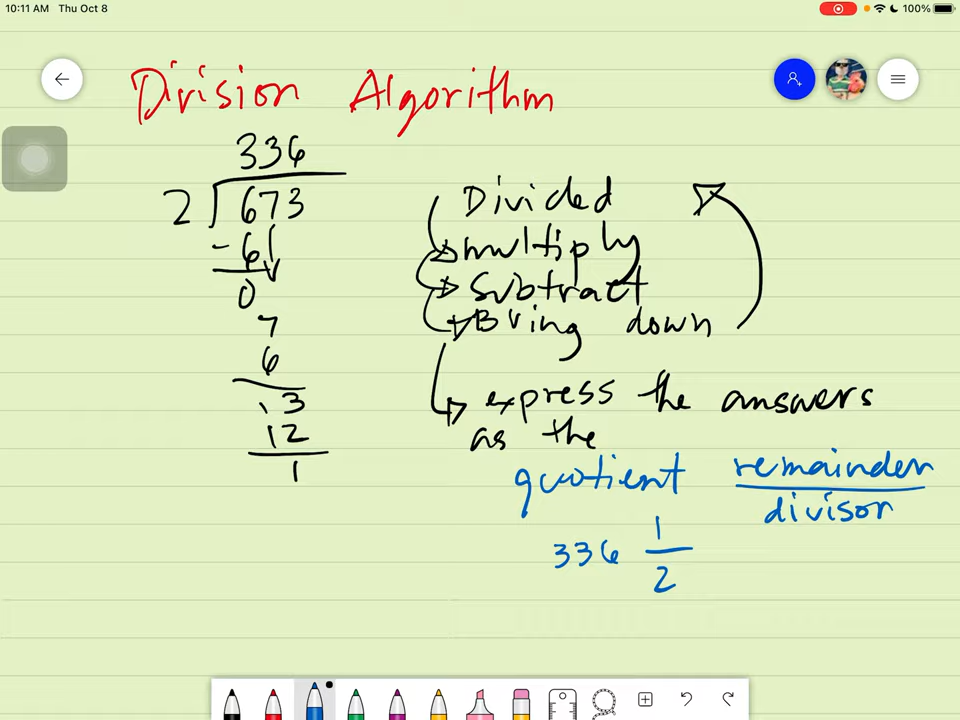 10:11 AM Thu Oct 8
100%
Division Algorithm
336
2 673
-6
0
7
6
13
12
1
Divided
multiply
Subtract
Bring down
express the answers
as the
quotient remainder
divisor
336 1
2